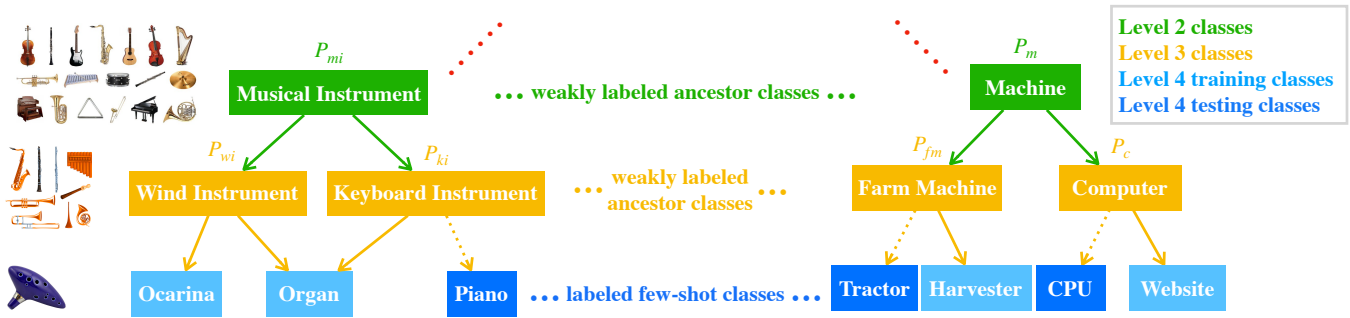 Level 2 classes
Level 3 classes
Level 4 training classes
Level 4 testing classes
P_mi
P_m
Musical Instrument
... weakly labeled ancestor classes ...
Machine
P_wi
P_ki
P_fm
P_c
Wind Instrument
Keyboard Instrument
... weakly labeled ...
ancestor classes
Farm Machine
Computer
Ocarina
Organ
Piano
... labeled few-shot classes ...
Tractor
Harvester
CPU
Website